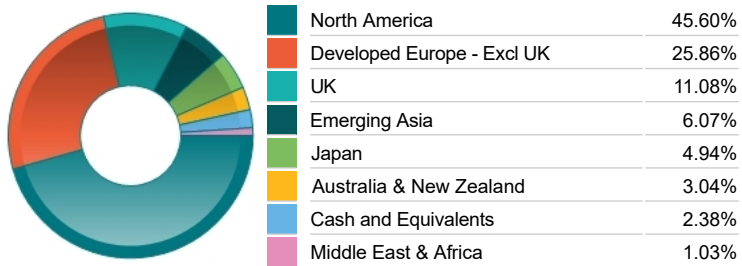 North America 45.60%
Developed Europe - Excl UK 25.86%
UK 11.08%
Emerging Asia 6.07%
Japan 4.94%
Australia & New Zealand 3.04%
Cash and Equivalents 2.38%
Middle East & Africa 1.03%